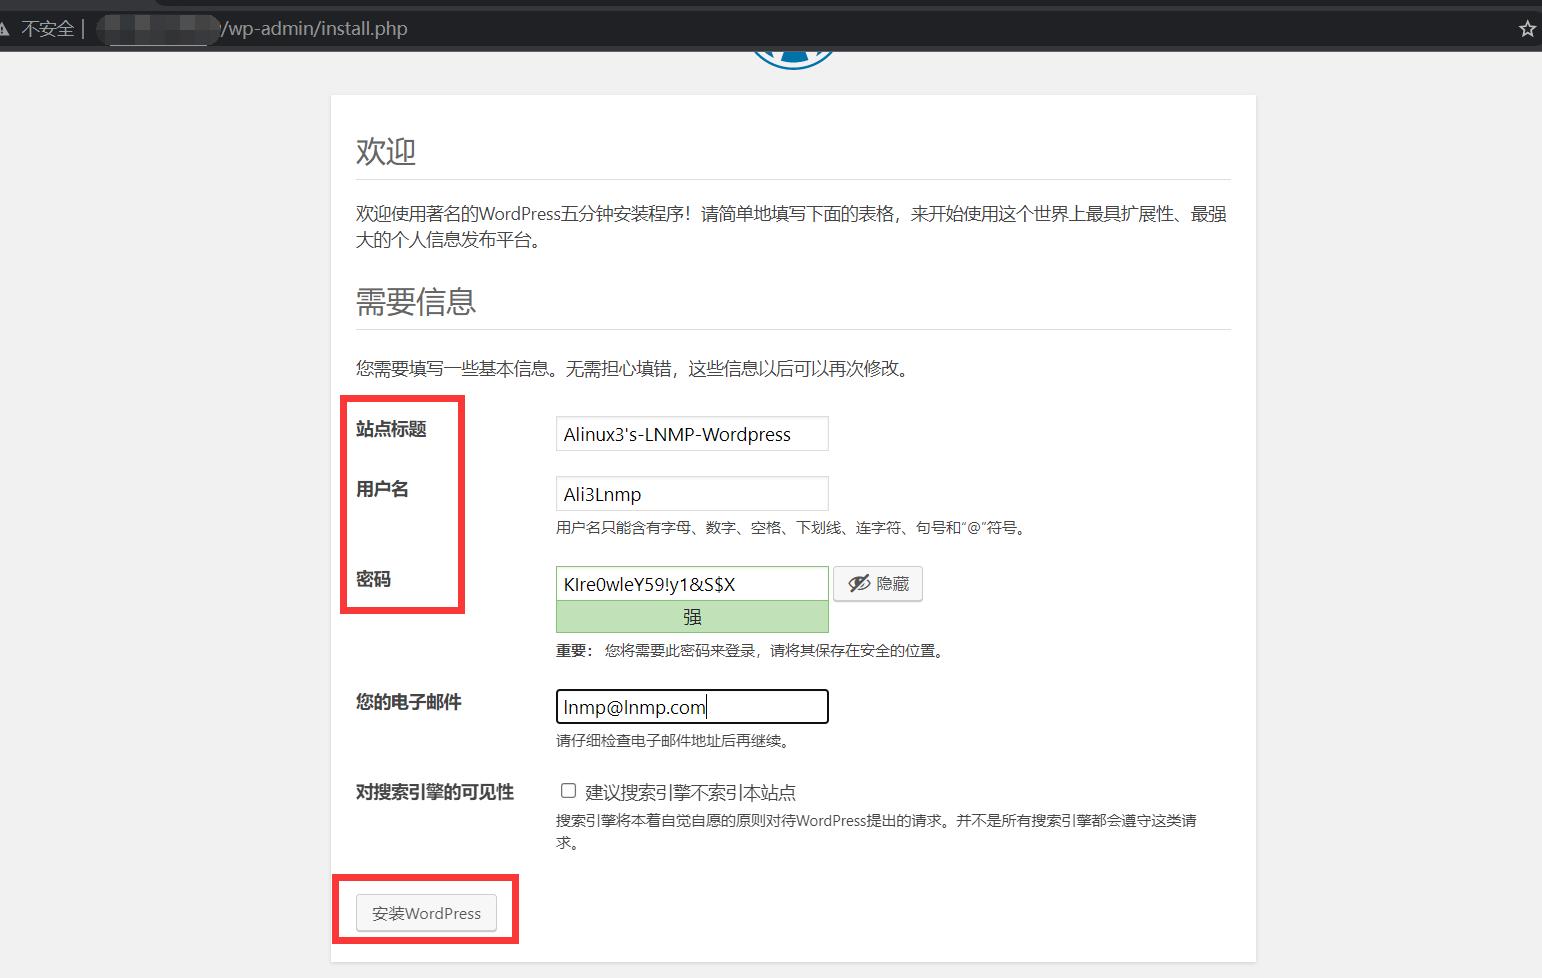 不安全 | /wp-admin/install.php
欢迎
欢迎使用著名的WordPress五分钟安装程序！请简单地填写下面的表格，来开始使用这个世界上最具扩展性、最强
大的个人信息发布平台。
需要信息
您需要填写一些基本信息。无需担心填错，这些信息以后可以再次修改。
站点标题 Alinux3's-LNMP-Wordpress
用户名 Ali3Lnmp
用户名只能含有字母、数字、空格、下划线、连字符、句号和“@”符号。
密码 KIre0wleY59!y1&S$X 隐藏
强
重要： 您将需要此密码来登录，请将其保存在安全的位置。
您的电子邮件 lnmp@lnmp.com
请仔细检查电子邮件地址后再继续。
对搜索引擎的可见性 建议搜索引擎不索引本站点
搜索引擎将本着自觉自愿的原则对待WordPress提出的请求。并不是所有搜索引擎都会遵守这类请
求。
安装WordPress